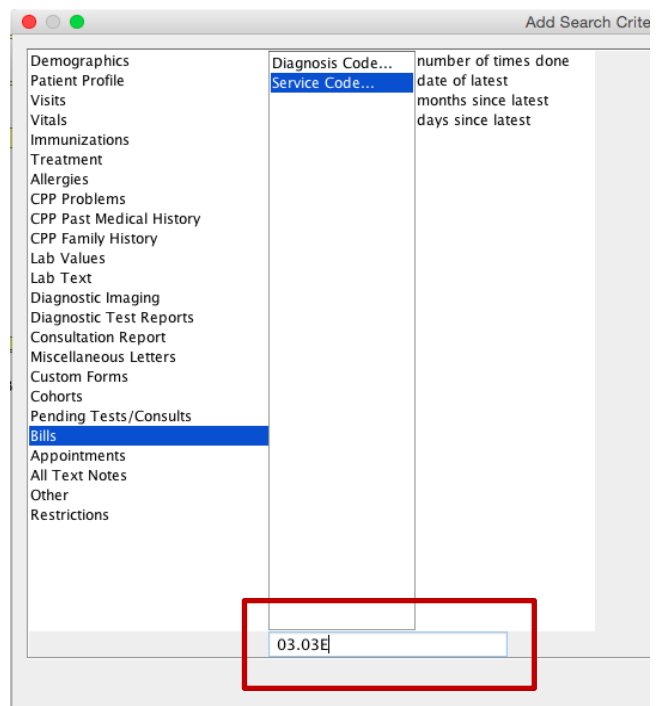 Add Search Crite
Demographics
Patient Profile
Visits
Vitals
Immunizations
Treatment
Allergies
CPP Problems
CPP Past Medical History
CPP Family History
Lab Values
Lab Text
Diagnostic Imaging
Diagnostic Test Reports
Consultation Report
Miscellaneous Letters
Custom Forms
Cohorts
Pending Tests/Consults
Bills
Appointments
All Text Notes
Other
Restrictions
Diagnosis Code...
Service Code...
number of times done
date of latest
months since latest
days since latest
03.03E